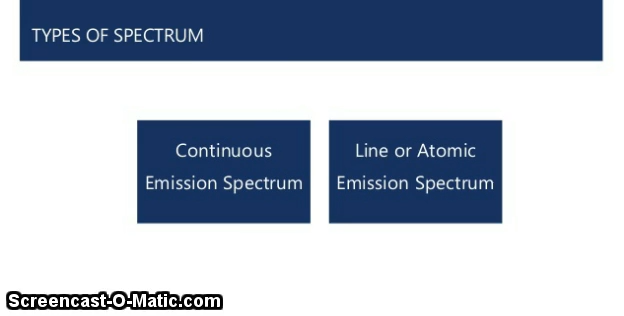 TYPES OF SPECTRUM
Continuous
Emission Spectrum
Line or Atomic
Emission Spectrum
Screencast-O-Matic.com